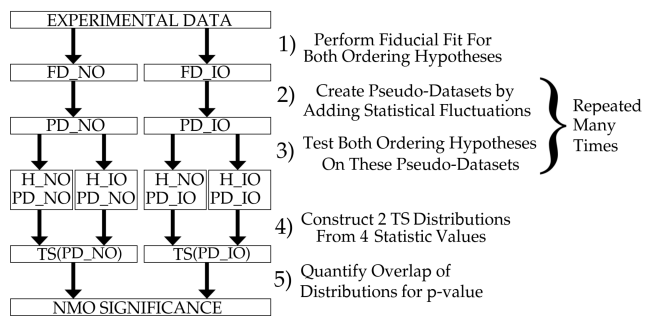 EXPERIMENTAL DATA
1) Perform Fiducial Fit For
Both Ordering Hypotheses
FD_NO
FD_IO
2) Create Pseudo-Datasets by
Adding Statistical Fluctuations
PD_NO
PD_IO
3) Test Both Ordering Hypotheses
On These Pseudo-Datasets
Repeated
Many
Times
H_NO
PD_NO
H_IO
PD_NO
H_NO
PD_IO
H_IO
PD_IO
4) Construct 2 TS Distributions
From 4 Statistic Values
TS(PD_NO)
TS(PD_IO)
5) Quantify Overlap of
Distributions for p-value
NMO SIGNIFICANCE